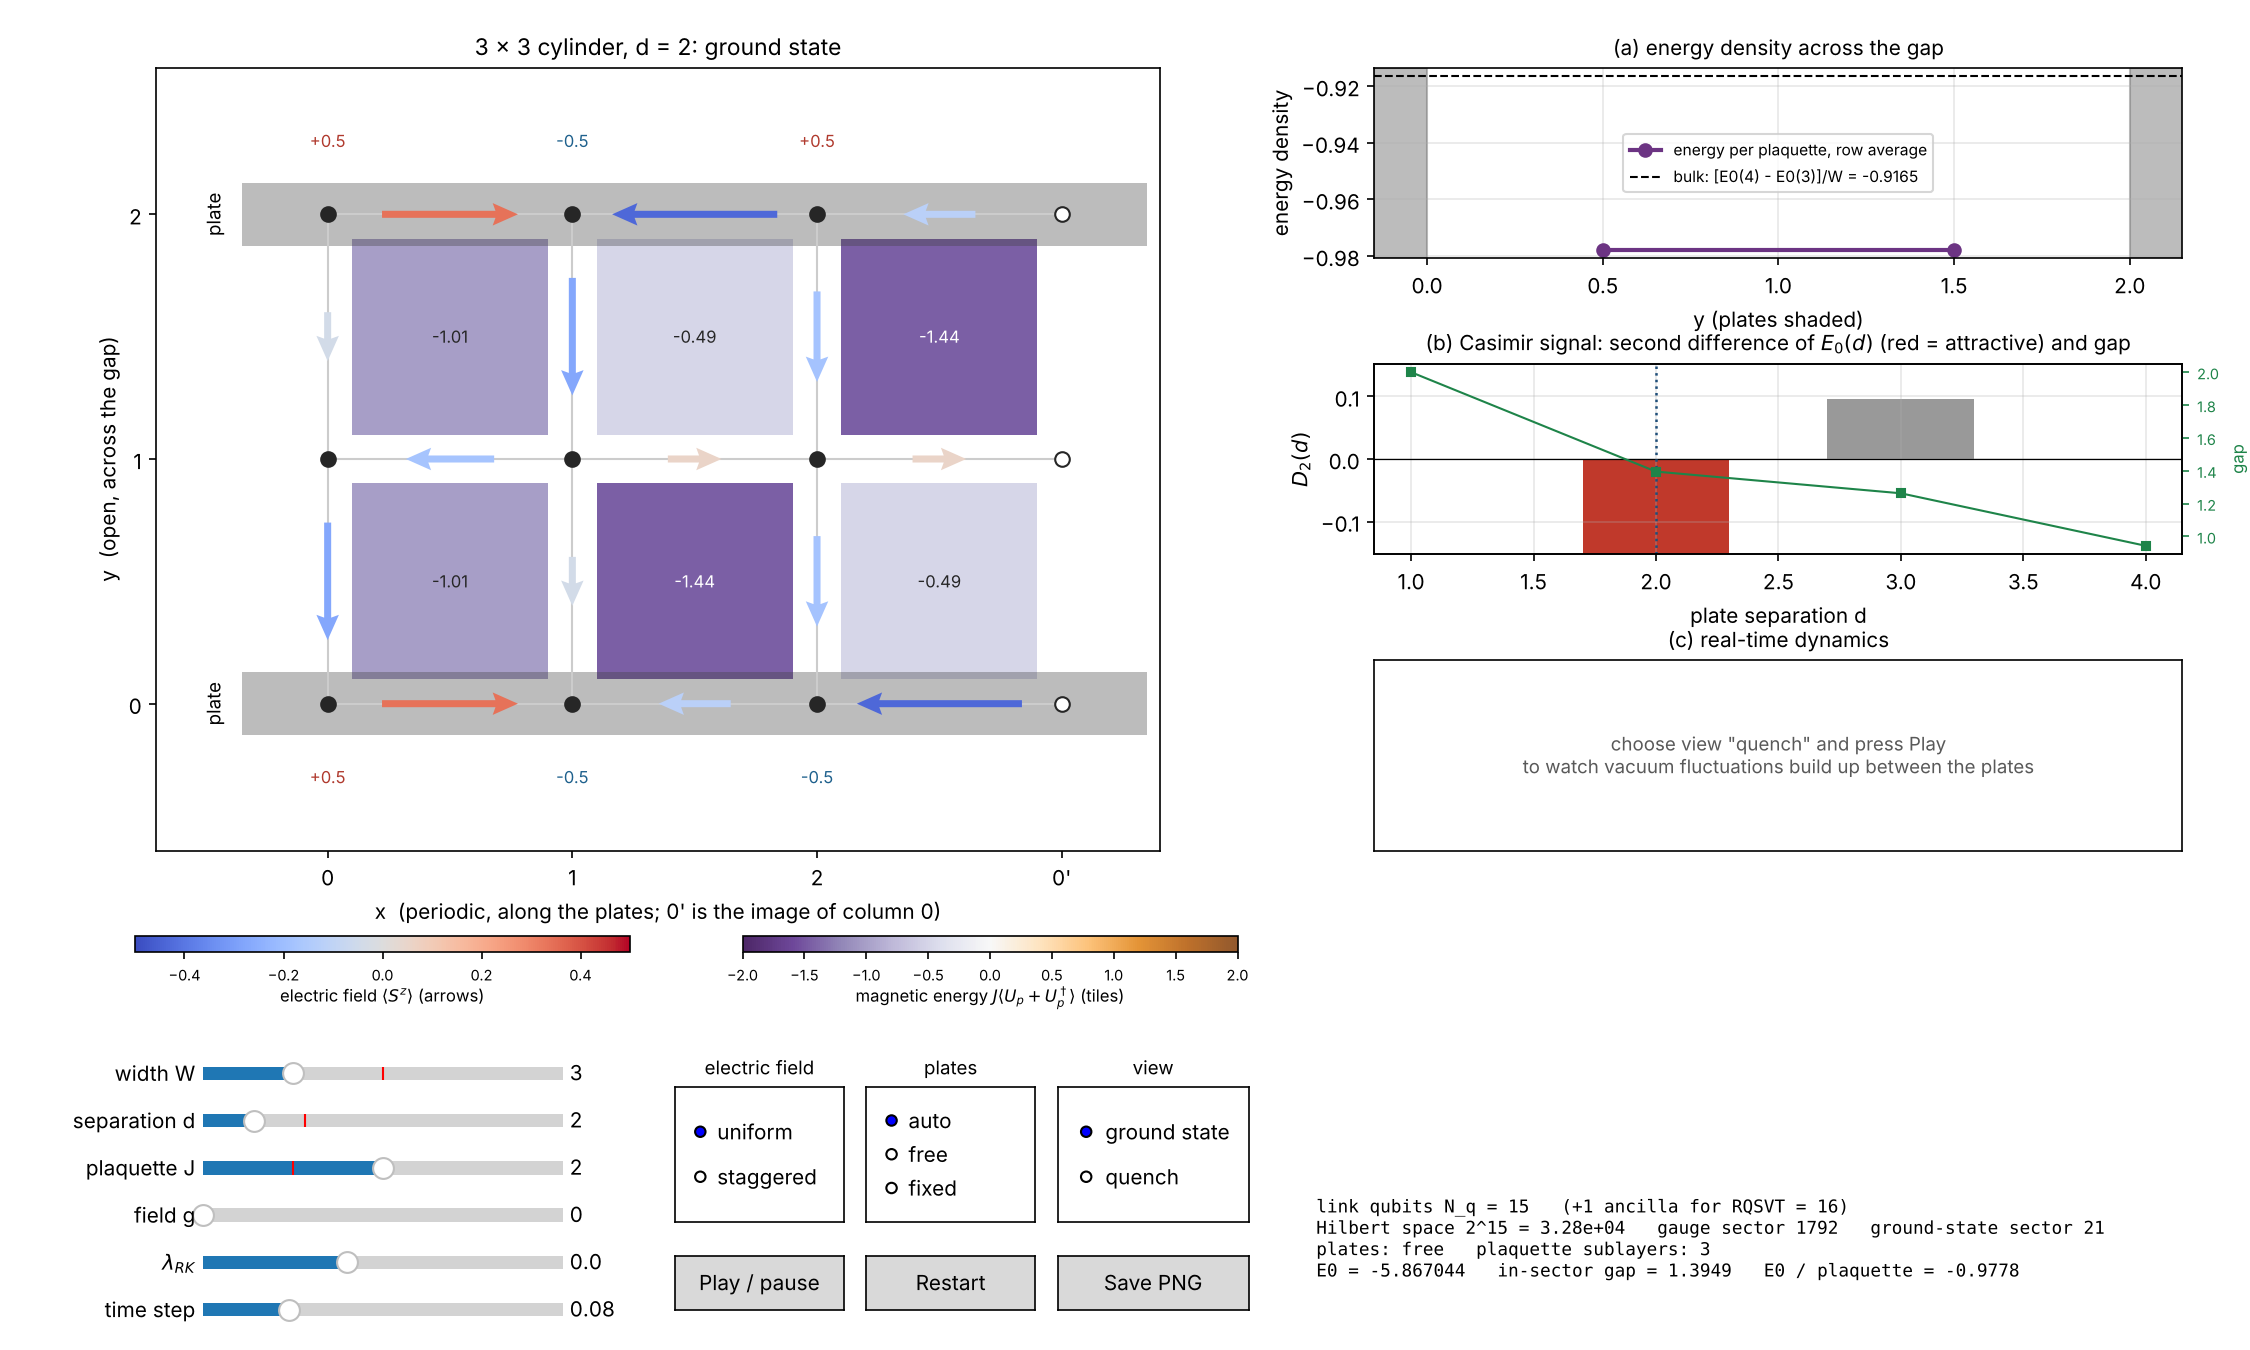 3 × 3 cylinder, d = 2: ground state
+0.5
-0.5
+0.5
plate
plate
-1.01
-0.49
-1.44
-1.01
-1.44
-0.49
+0.5
-0.5
-0.5
2
1
0
y (open, across the gap)
0
1
2
0'
x (periodic, along the plates; 0' is the image of column 0)
−0.4
−0.2
0.0
0.2
0.4
electric field ⟨S^z⟩ (arrows)
−2.0
−1.5
−1.0
−0.5
0.0
0.5
1.0
1.5
2.0
magnetic energy J⟨U_p + U_p^†⟩ (tiles)
(a) energy density across the gap
energy density
−0.92
−0.94
−0.96
−0.98
energy per plaquette, row average
bulk: [E0(4) - E0(3)]/W = -0.9165
0.0
0.5
1.0
1.5
2.0
y (plates shaded)
(b) Casimir signal: second difference of E_0(d) (red = attractive) and gap
D_2(d)
0.1
0.0
−0.1
2.0
1.8
1.6
1.4
1.2
1.0
gap
1.0
1.5
2.0
2.5
3.0
3.5
4.0
plate separation d
(c) real-time dynamics
choose view "quench" and press Play
to watch vacuum fluctuations build up between the plates
width W
3
separation d
2
plaquette J
2
field g
0
λ_RK
0.0
time step
0.08
electric field
uniform
staggered
plates
auto
free
fixed
view
ground state
quench
Play / pause
Restart
Save PNG
link qubits N_q = 15 (+1 ancilla for RQSVT = 16)
Hilbert space 2^15 = 3.28e+04 gauge sector 1792 ground-state sector 21
plates: free plaquette sublayers: 3
E0 = -5.867044 in-sector gap = 1.3949 E0 / plaquette = -0.9778